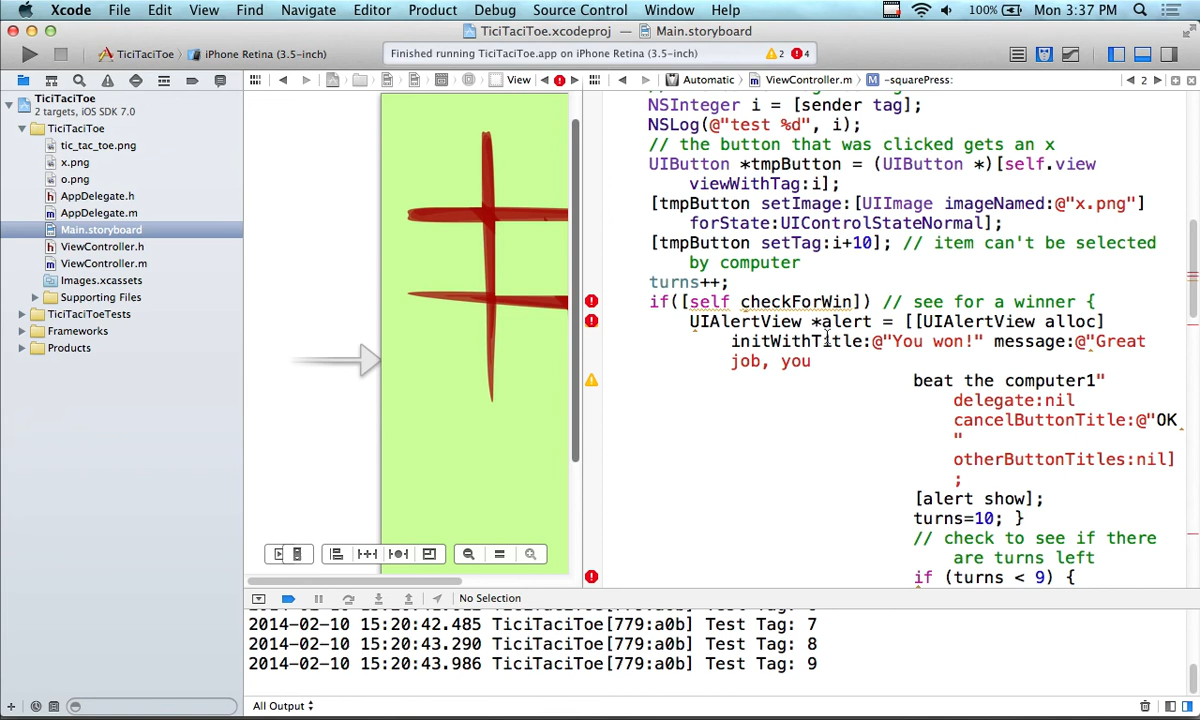 Xcode File Edit View Find Navigate Editor Product Debug Source Control Window Help 100% Mon 3:37 PM
TiciTaciToe.xcodeproj — Main.storyboard
TiciTaciToe iPhone Retina (3.5-inch) Finished running TiciTaciToe.app on iPhone Retina (3.5-inch) 2 4
View Automatic ViewController.m M -squarePress: 2
TiciTaciToe
2 targets, iOS SDK 7.0
TiciTaciToe
tic_tac_toe.png
x.png
o.png
AppDelegate.h
AppDelegate.m
Main.storyboard
ViewController.h
ViewController.m
Images.xcassets
Supporting Files
TiciTaciToeTests
Frameworks
Products
NSInteger i = [sender tag];
NSLog(@"test %d", i);
// the button that was clicked gets an x
UIButton *tmpButton = (UIButton *)[self.view
viewWithTag:i];
[tmpButton setImage:[UIImage imageNamed:@"x.png"]
forState:UIControlStateNormal];
[tmpButton setTag:i+10]; // item can't be selected
by computer
turns++;
if([self checkForWin]) // see for a winner {
UIAlertView *alert = [[UIAlertView alloc]
initWithTitle:@"You won!" message:@"Great
job, you
beat the computer1"
delegate:nil
cancelButtonTitle:@"OK
"
otherButtonTitles:nil]
;
[alert show];
turns=10; }
// check to see if there
are turns left
if (turns < 9) {
No Selection
2014-02-10 15:20:42.485 TiciTaciToe[779:a0b] Test Tag: 7
2014-02-10 15:20:43.290 TiciTaciToe[779:a0b] Test Tag: 8
2014-02-10 15:20:43.986 TiciTaciToe[779:a0b] Test Tag: 9
All Output